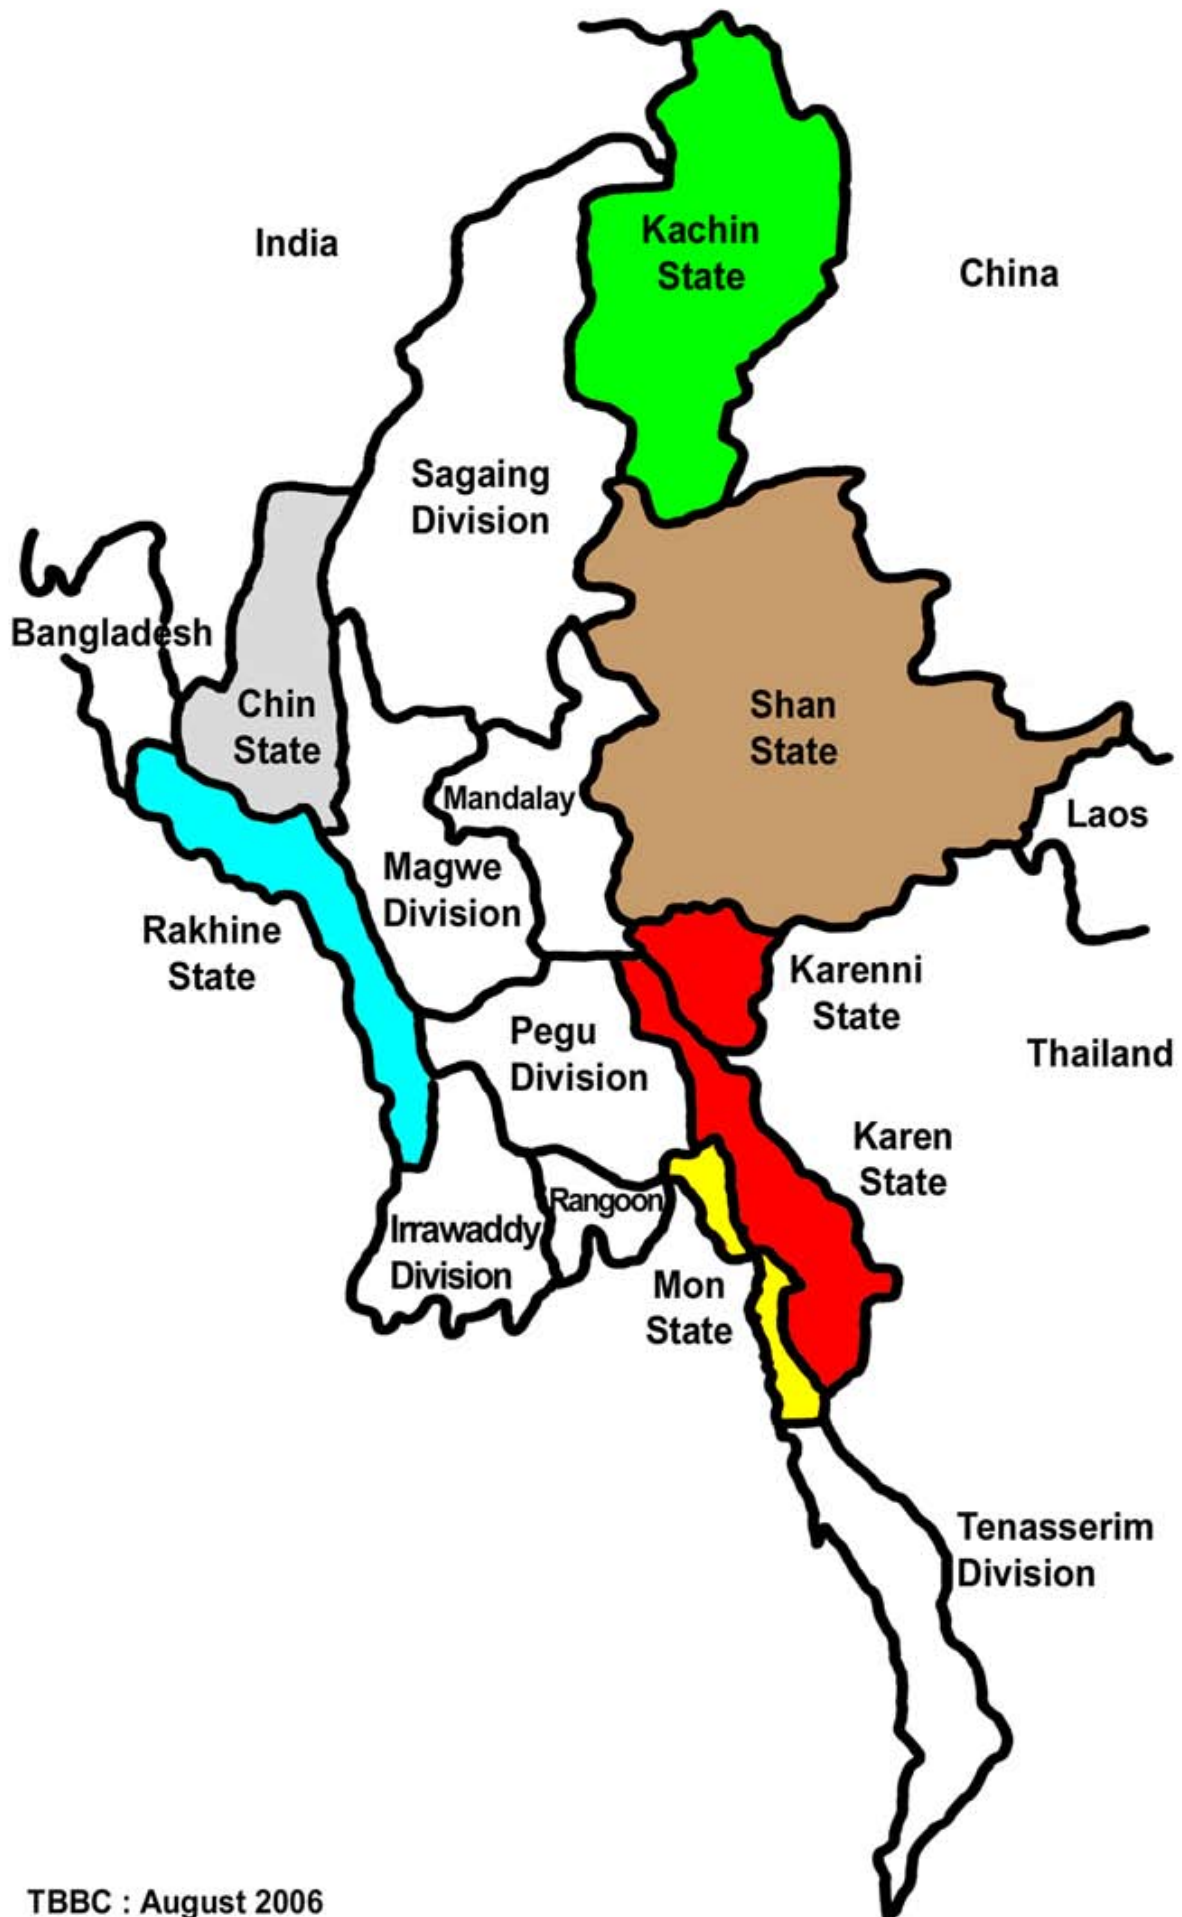 Kachin
State
India
China
Sagaing
Division
Bangladesh
Chin
State
Shan
State
Mandalay
Laos
Magwe
Division
Rakhine
State
Karenni
State
Pegu
Division
Thailand
Karen
State
Rangoon
Irrawaddy
Division
Mon
State
Tenasserim
Division
TBBC : August 2006